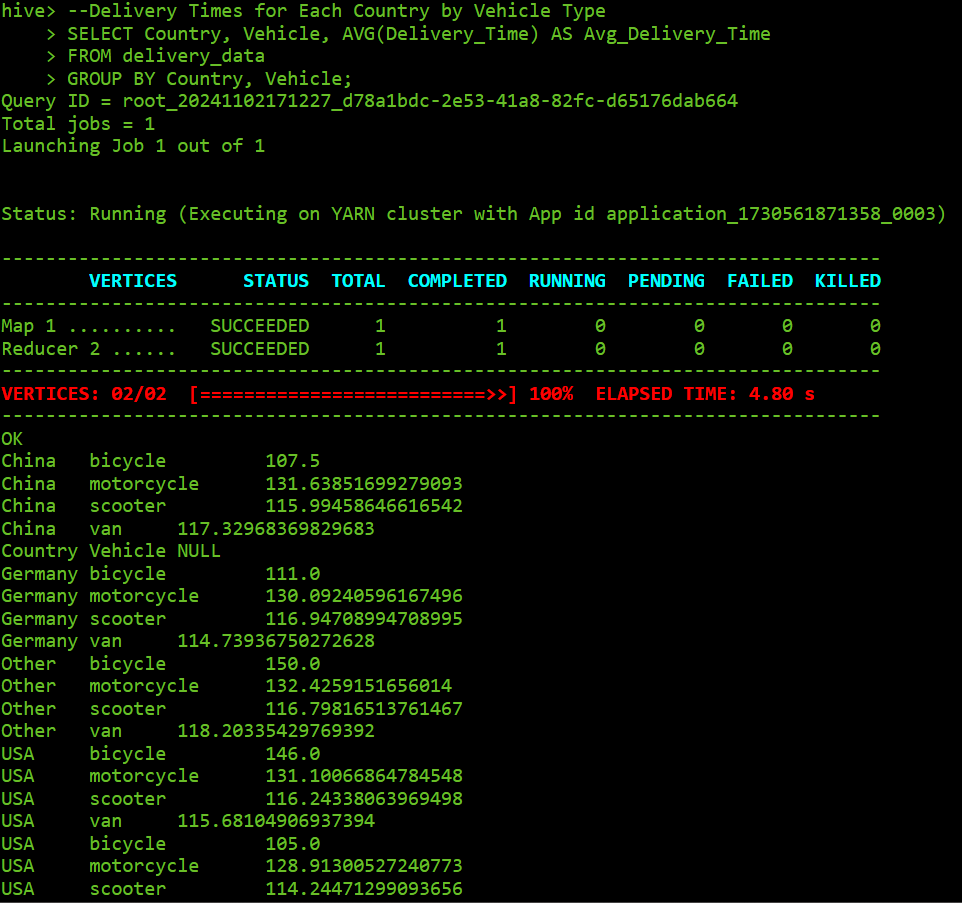 hive> --Delivery Times for Each Country by Vehicle Type
    > SELECT Country, Vehicle, AVG(Delivery_Time) AS Avg_Delivery_Time
    > FROM delivery_data
    > GROUP BY Country, Vehicle;
Query ID = root_20241102171227_d78a1bdc-2e53-41a8-82fc-d65176dab664
Total jobs = 1
Launching Job 1 out of 1
Status: Running (Executing on YARN cluster with App id application_1730561871358_0003)
--------------------------------------------------------------------------------
        VERTICES      STATUS  TOTAL  COMPLETED  RUNNING  PENDING  FAILED  KILLED
--------------------------------------------------------------------------------
Map 1 ..........   SUCCEEDED      1          1        0        0       0       0
Reducer 2 ......   SUCCEEDED      1          1        0        0       0       0
--------------------------------------------------------------------------------
VERTICES: 02/02  [==========================>>] 100%  ELAPSED TIME: 4.80 s
--------------------------------------------------------------------------------
OK
China   bicycle         107.5
China   motorcycle      131.63851699279093
China   scooter         115.99458646616542
China   van     117.32968369829683
Country Vehicle NULL
Germany bicycle         111.0
Germany motorcycle      130.09240596167496
Germany scooter         116.94708994708995
Germany van     114.73936750272628
Other   bicycle         150.0
Other   motorcycle      132.4259151656014
Other   scooter         116.79816513761467
Other   van     118.20335429769392
USA     bicycle         146.0
USA     motorcycle      131.10066864784548
USA     scooter         116.24338063969498
USA     van     115.68104906937394
USA     bicycle         105.0
USA     motorcycle      128.91300527240773
USA     scooter         114.24471299093656